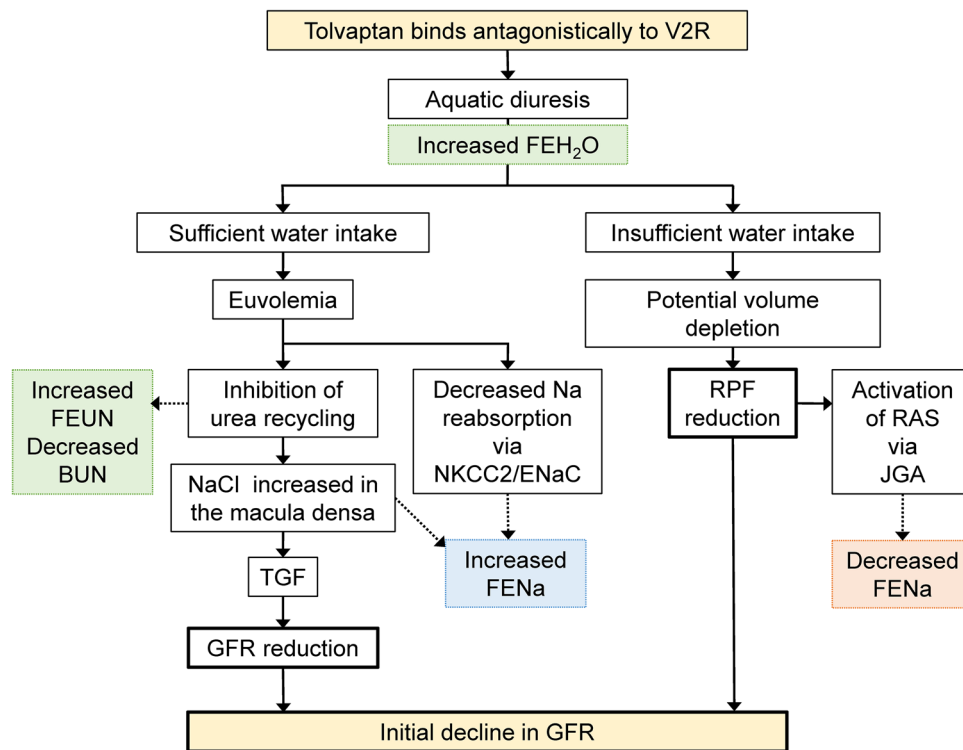 Tolvaptan binds antagonistically to V2R
Aquatic diuresis
Increased FEH₂O
Sufficient water intake
Insufficient water intake
Euvolemia
Potential volume
depletion
Increased
FEUN
Decreased
BUN
Inhibition of
urea recycling
Decreased Na
reabsorption
via
NKCC2/ENaC
RPF
reduction
Activation
of RAS
via
JGA
NaCl increased in
the macula densa
Increased
FENa
Decreased
FENa
TGF
GFR reduction
Initial decline in GFR